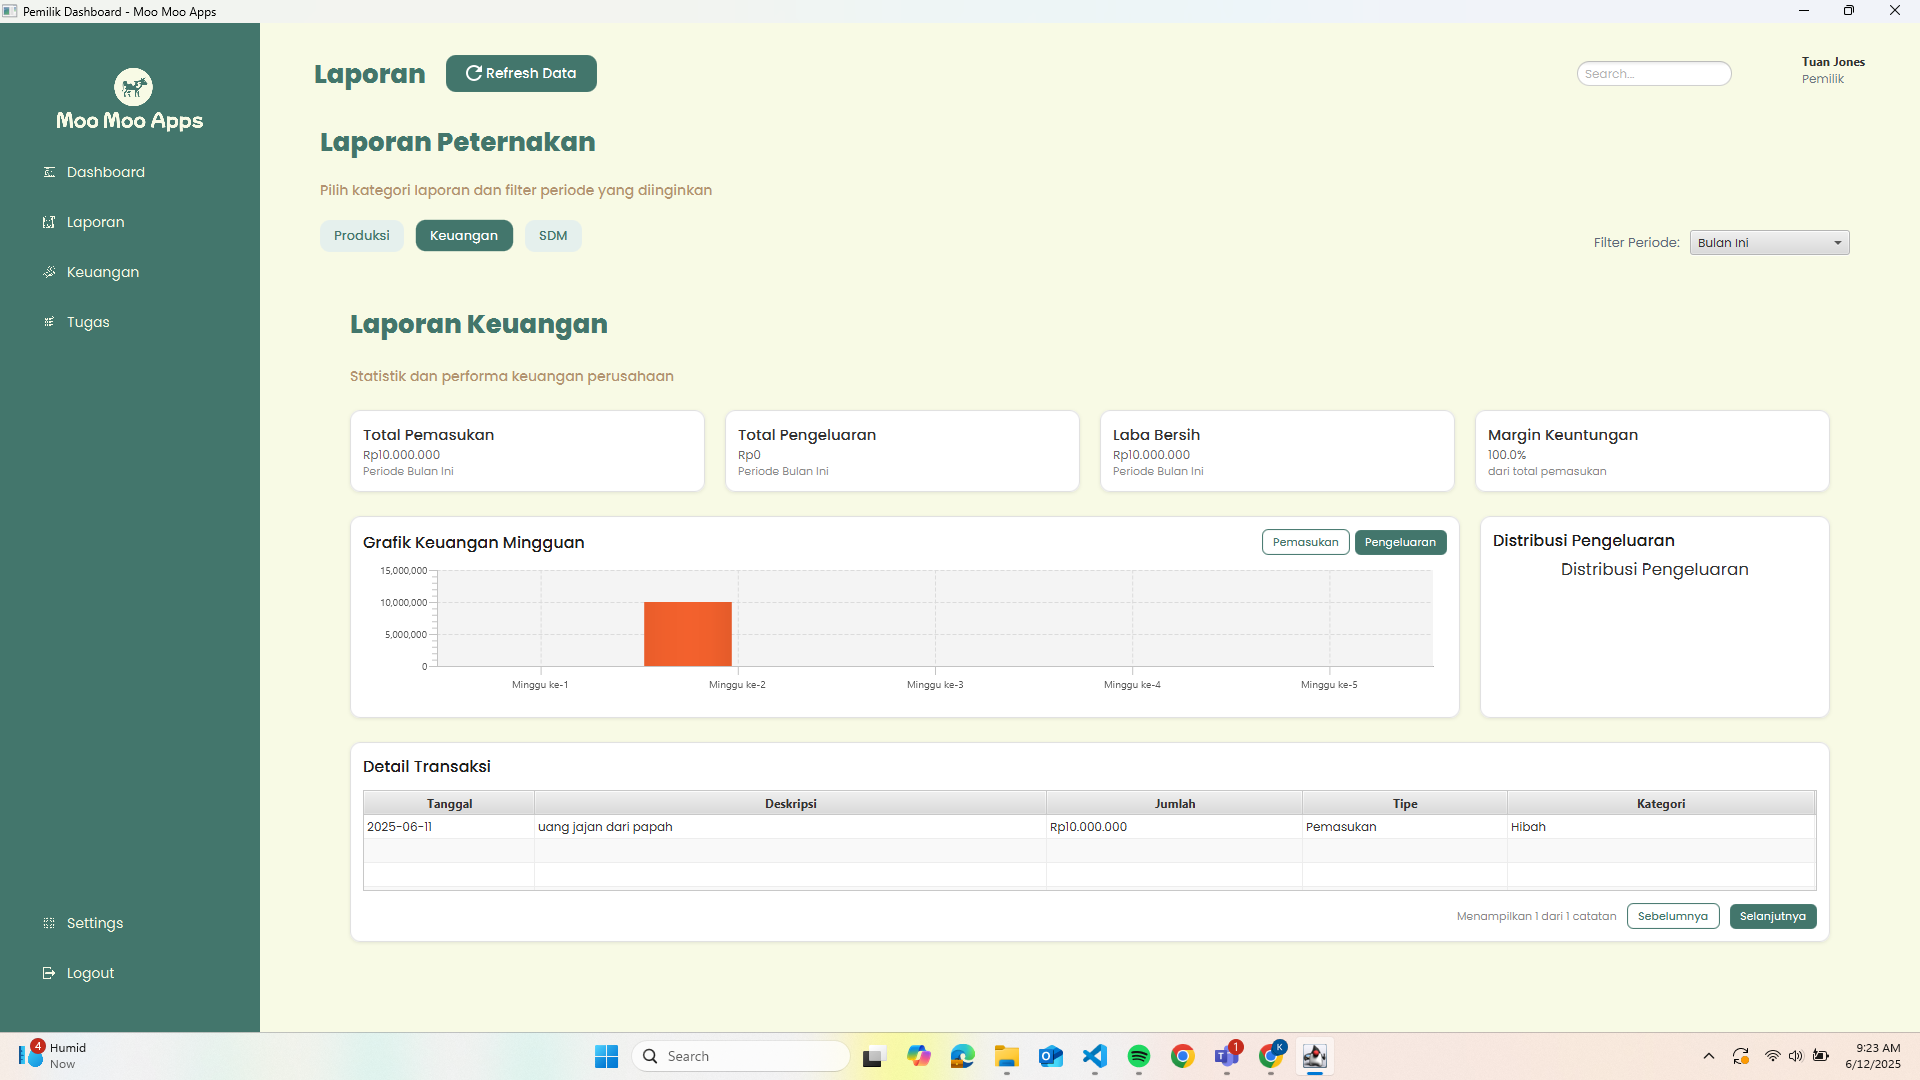 Pemilik Dashboard - Moo Moo Apps
Moo Moo Apps
Dashboard
Laporan
Keuangan
Tugas
Settings
Logout
Laporan
Refresh Data
Search...
Tuan Jones
Pemilik
Laporan Peternakan
Pilih kategori laporan dan filter periode yang diinginkan
Produksi
Keuangan
SDM
Filter Periode:
Bulan Ini
Laporan Keuangan
Statistik dan performa keuangan perusahaan
Total Pemasukan
Rp10.000.000
Periode Bulan Ini
Total Pengeluaran
Rp0
Periode Bulan Ini
Laba Bersih
Rp10.000.000
Periode Bulan Ini
Margin Keuntungan
100.0%
dari total pemasukan
Grafik Keuangan Mingguan
Pemasukan
Pengeluaran
15,000,000
10,000,000
5,000,000
0
Minggu ke-1
Minggu ke-2
Minggu ke-3
Minggu ke-4
Minggu ke-5
Distribusi Pengeluaran
Distribusi Pengeluaran
Detail Transaksi
Tanggal Deskripsi Jumlah Tipe Kategori
2025-06-11 uang jajan dari papah Rp10.000.000 Pemasukan Hibah
Menampilkan 1 dari 1 catatan
Sebelumnya
Selanjutnya
4
Humid
Now
Search
1
K
9:23 AM
6/12/2025